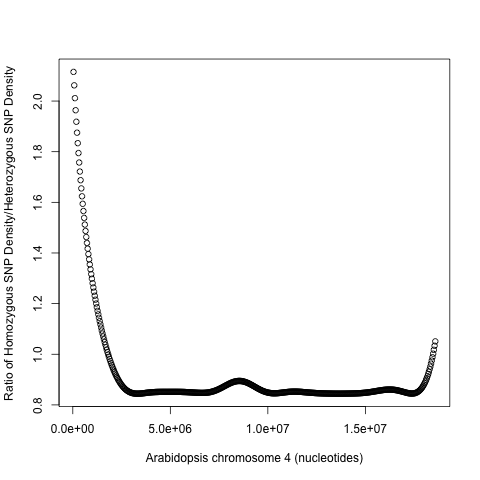 Ratio of Homozygous SNP Density/Heterozygous SNP Density
2.0
1.8
1.6
1.4
1.2
1.0
0.8
0.0e+00 5.0e+06 1.0e+07 1.5e+07
Arabidopsis chromosome 4 (nucleotides)